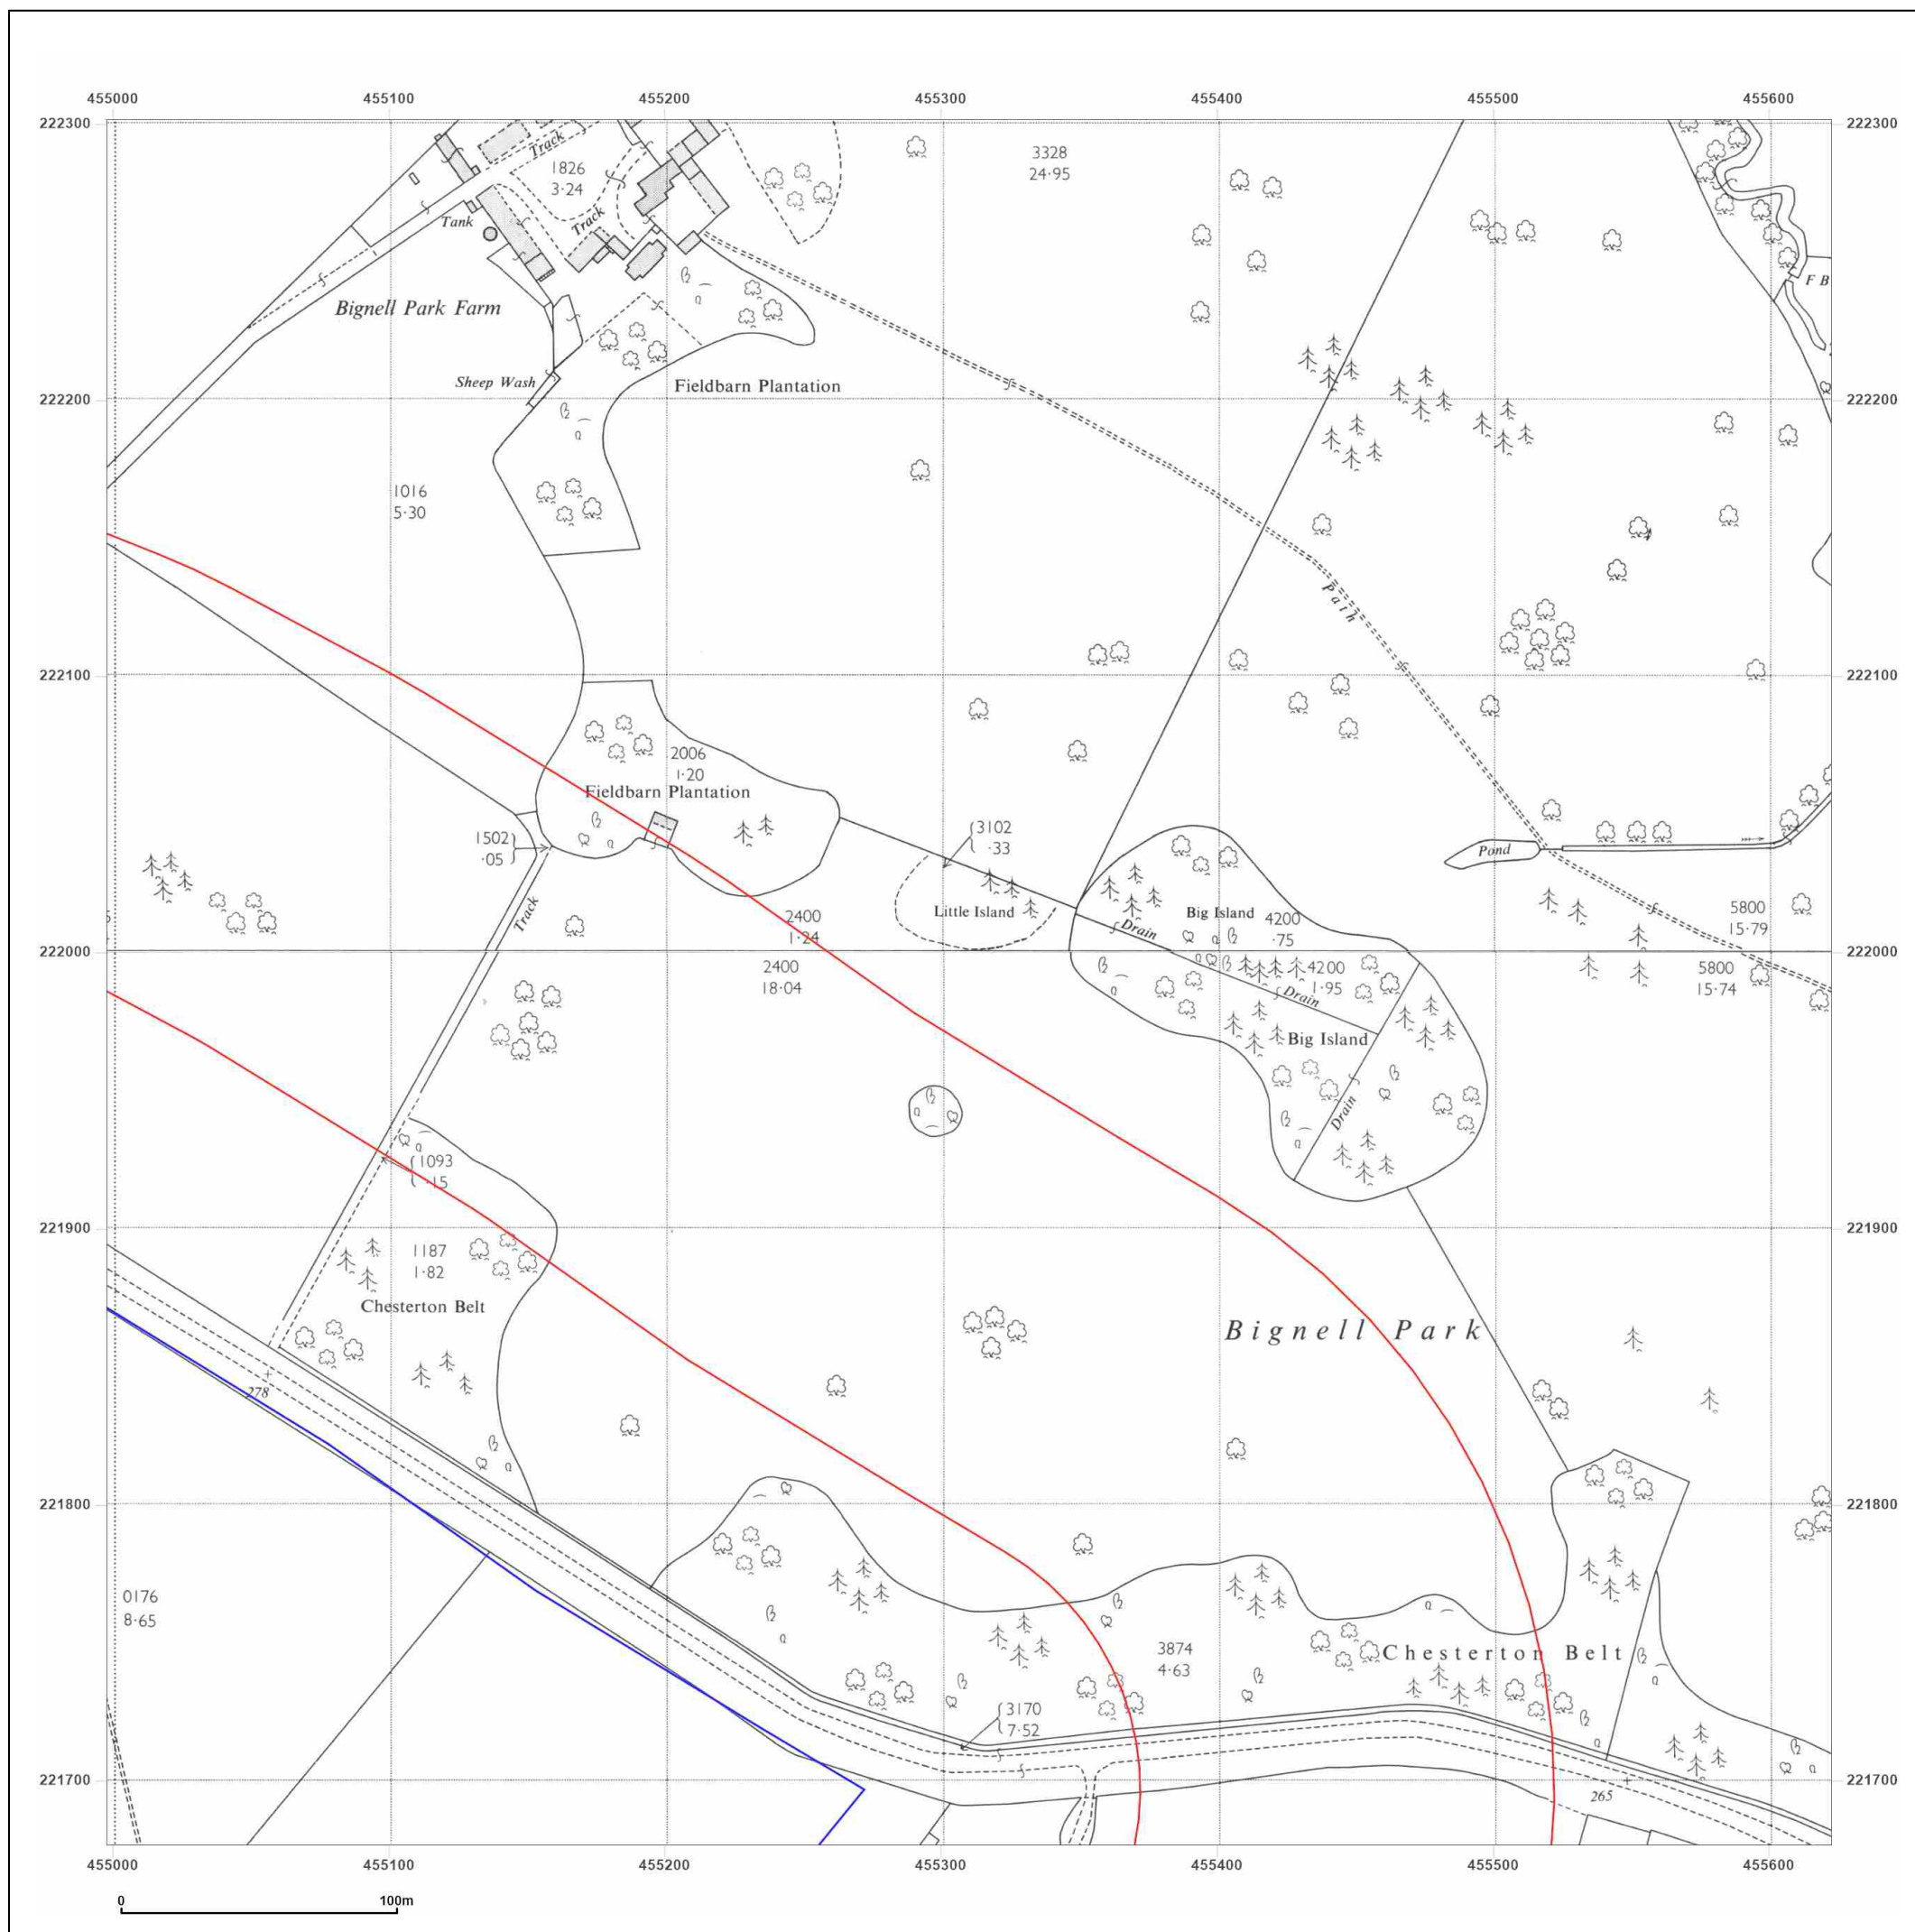 455000 455100 455200 455300 455400 455500 455600
222300 222300
Track
1826
3·24
3328
24·95
Tank
Track
F B
Bignell Park Farm
Sheep Wash
Fieldbarn Plantation
222200 222200
1016
5·30
Path
222100 222100
2006
1·20
Fieldbarn Plantation
1502
·05
3102
·33
Pond
Track
Little Island
Big Island
4200
·75
2400
1·24
Drain
5800
15·79
222000 222000
2400
18·04
4200
1·95
5800
15·74
Drain
Big Island
Drain
1093
·15
221900 221900
1187
1·82
Chesterton Belt
Bignell Park
278
221800 221800
0176
8·65
3874
4·63
Chesterton Belt
3170
7·52
221700 221700
265
455000 455100 455200 455300 455400 455500 455600
0 100m